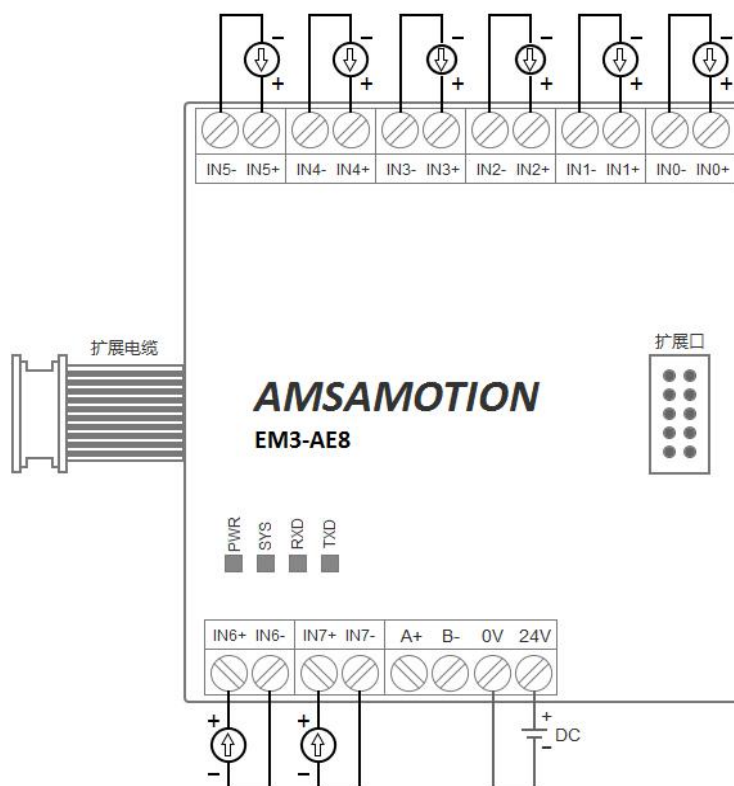 − − − − − −
+ + + + + +
IN5- IN5+ IN4- IN4+ IN3- IN3+ IN2- IN2+ IN1- IN1+ IN0- IN0+
扩展电缆
扩展口
AMSAMOTION
EM3-AE8
PWR SYS RXD TXD
IN6+ IN6- IN7+ IN7- A+ B- 0V 24V
+ + +
DC
− − −